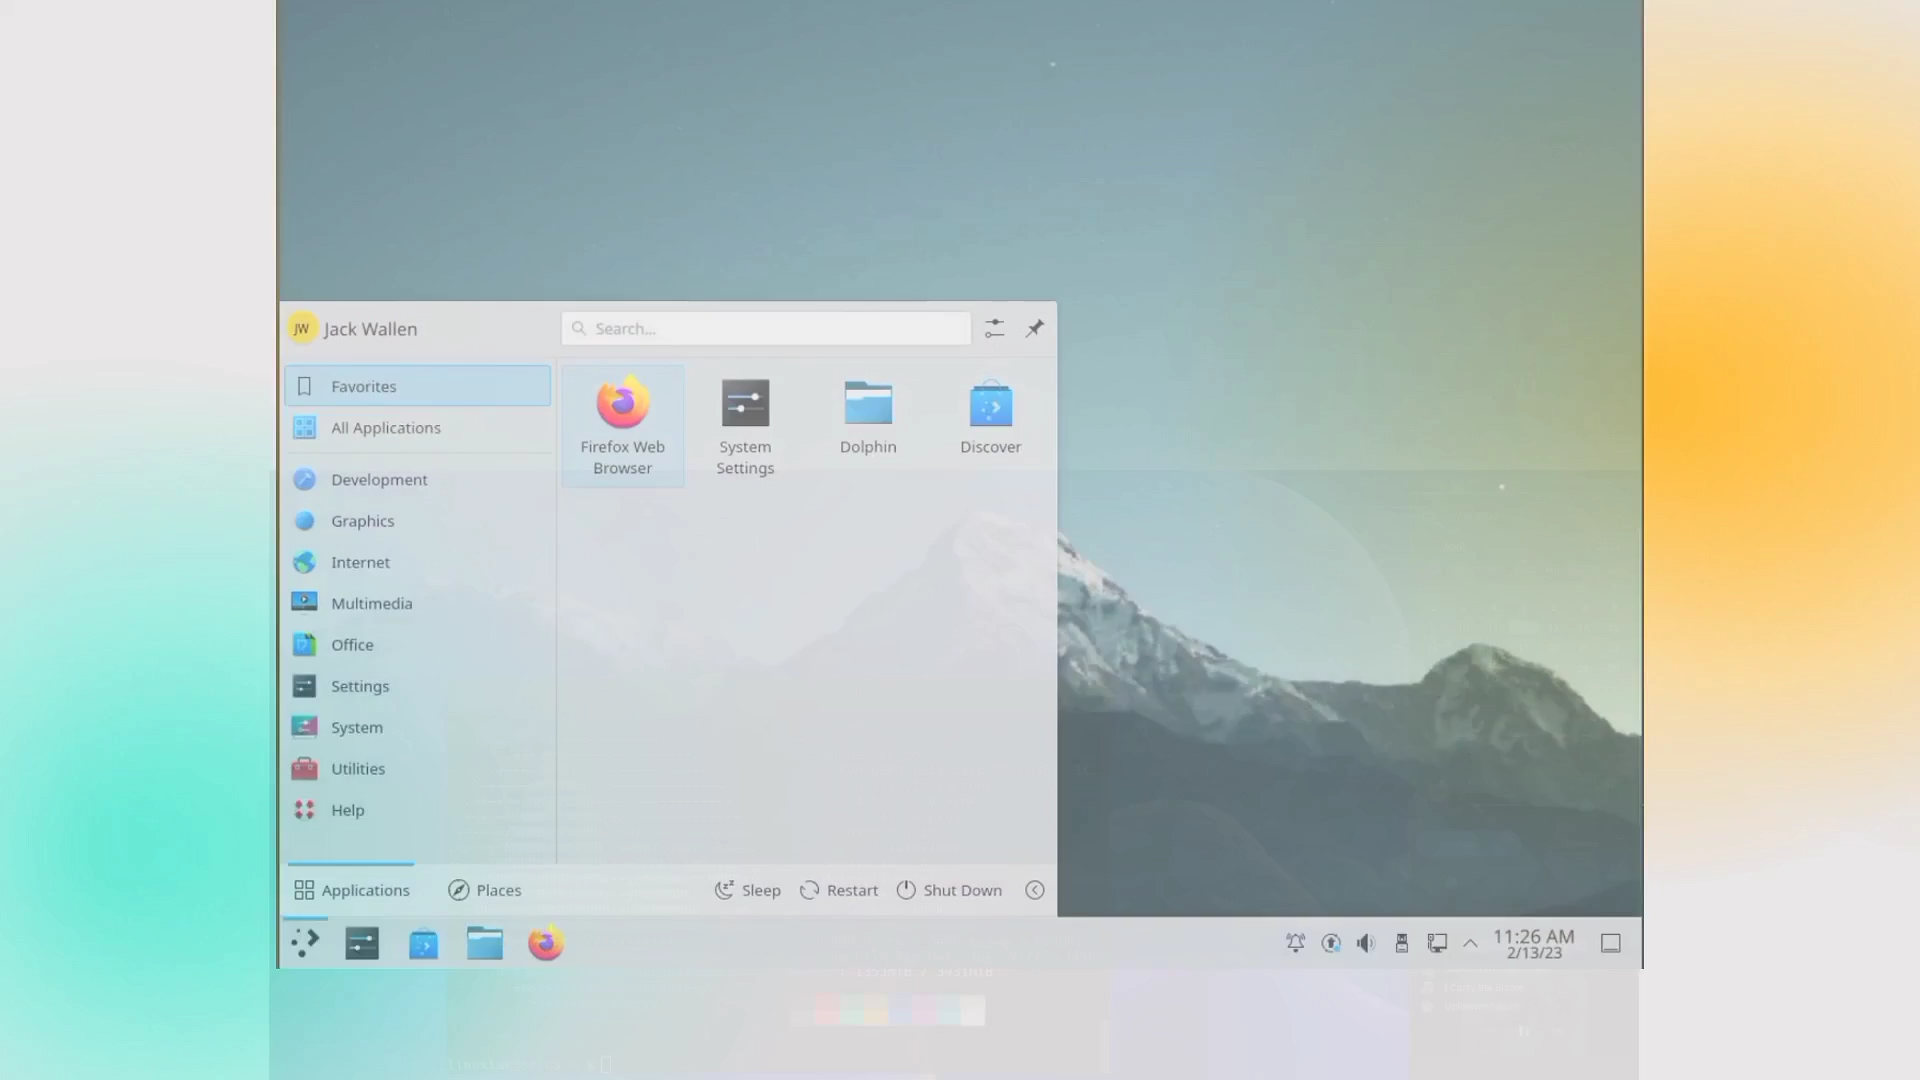 JW Jack Wallen
Search...
Favorites
All Applications
Development
Graphics
Internet
Multimedia
Office
Settings
System
Utilities
Help
Firefox Web
Browser
System
Settings
Dolphin
Discover
Applications
Places
Sleep
Restart
Shut Down
11:26 AM
2/13/23